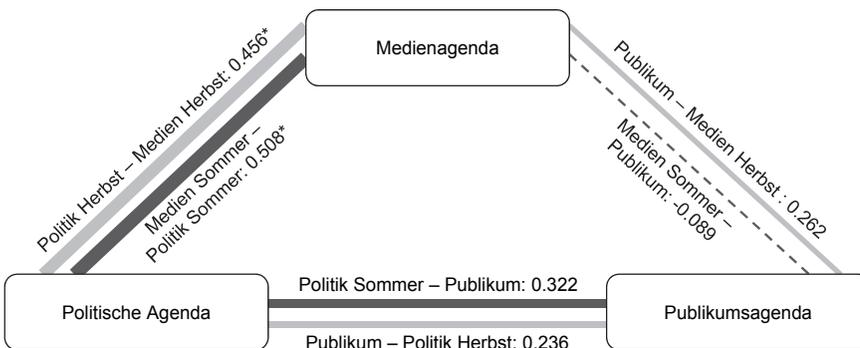 Medienagenda
Politik Herbst – Medien Herbst: 0.456*
Medien Sommer –
Politik Sommer: 0.508*
Publikum – Medien Herbst : 0.262
Medien Sommer –
Publikum: -0.089
Politische Agenda
Politik Sommer – Publikum: 0.322
Publikumsagenda
Publikum – Politik Herbst: 0.236